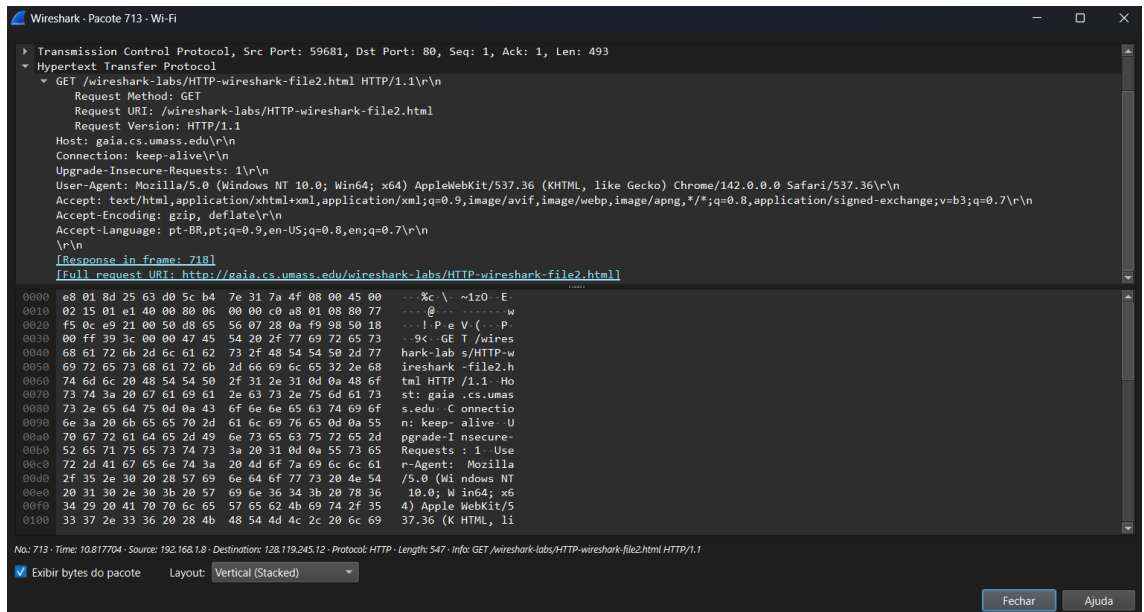 Wireshark · Pacote 713 · Wi-Fi
Transmission Control Protocol, Src Port: 59681, Dst Port: 80, Seq: 1, Ack: 1, Len: 493
Hypertext Transfer Protocol
GET /wireshark-labs/HTTP-wireshark-file2.html HTTP/1.1\r\n
Request Method: GET
Request URI: /wireshark-labs/HTTP-wireshark-file2.html
Request Version: HTTP/1.1
Host: gaia.cs.umass.edu\r\n
Connection: keep-alive\r\n
Upgrade-Insecure-Requests: 1\r\n
User-Agent: Mozilla/5.0 (Windows NT 10.0; Win64; x64) AppleWebKit/537.36 (KHTML, like Gecko) Chrome/142.0.0.0 Safari/537.36\r\n
Accept: text/html,application/xhtml+xml,application/xml;q=0.9,image/avif,image/webp,image/apng,*/*;q=0.8,application/signed-exchange;v=b3;q=0.7\r\n
Accept-Encoding: gzip, deflate\r\n
Accept-Language: pt-BR,pt;q=0.9,en-US;q=0.8,en;q=0.7\r\n
\r\n
[Response in frame: 718]
[Full request URI: http://gaia.cs.umass.edu/wireshark-labs/HTTP-wireshark-file2.html]
0000 e8 01 8d 25 63 d0 5c b4 7e 31 7a 4f 08 00 45 00 ···%c·\· ~1zO··E·
0010 02 15 01 e1 40 00 80 06 00 00 c0 a8 01 08 80 77 ····@··· ·······w
0020 f5 0c e9 21 00 50 d8 65 56 07 28 0a f9 98 50 18 ···!·P·e V·(···P·
0030 00 ff 39 3c 00 00 47 45 54 20 2f 77 69 72 65 73 ··9<··GE T /wires
0040 68 61 72 6b 2d 6c 61 62 73 2f 48 54 54 50 2d 77 hark-lab s/HTTP-w
0050 69 72 65 73 68 61 72 6b 2d 66 69 6c 65 32 2e 68 ireshark -file2.h
0060 74 6d 6c 20 48 54 54 50 2f 31 2e 31 0d 0a 48 6f tml HTTP /1.1··Ho
0070 73 74 3a 20 67 61 69 61 2e 63 73 2e 75 6d 61 73 st: gaia .cs.umas
0080 73 2e 65 64 75 0d 0a 43 6f 6e 6e 65 63 74 69 6f s.edu··C onnectio
0090 6e 3a 20 6b 65 65 70 2d 61 6c 69 76 65 0d 0a 55 n: keep- alive··U
00a0 70 67 72 61 64 65 2d 49 6e 73 65 63 75 72 65 2d pgrade-I nsecure-
00b0 52 65 71 75 65 73 74 73 3a 20 31 0d 0a 55 73 65 Requests : 1··Use
00c0 72 2d 41 67 65 6e 74 3a 20 4d 6f 7a 69 6c 6c 61 r-Agent: Mozilla
00d0 2f 35 2e 30 20 28 57 69 6e 64 6f 77 73 20 4e 54 /5.0 (Wi ndows NT
00e0 20 31 30 2e 30 3b 20 57 69 6e 36 34 3b 20 78 36 10.0; W in64; x6
00f0 34 29 20 41 70 70 6c 65 57 65 62 4b 69 74 2f 35 4) Apple WebKit/5
0100 33 37 2e 33 36 20 28 4b 48 54 4d 4c 2c 20 6c 69 37.36 (K HTML, li
No.: 713 · Time: 10.817704 · Source: 192.168.1.8 · Destination: 128.119.245.12 · Protocol: HTTP · Length: 547 · Info: GET /wireshark-labs/HTTP-wireshark-file2.html HTTP/1.1
Exibir bytes do pacote Layout: Vertical (Stacked)
Fechar Ajuda